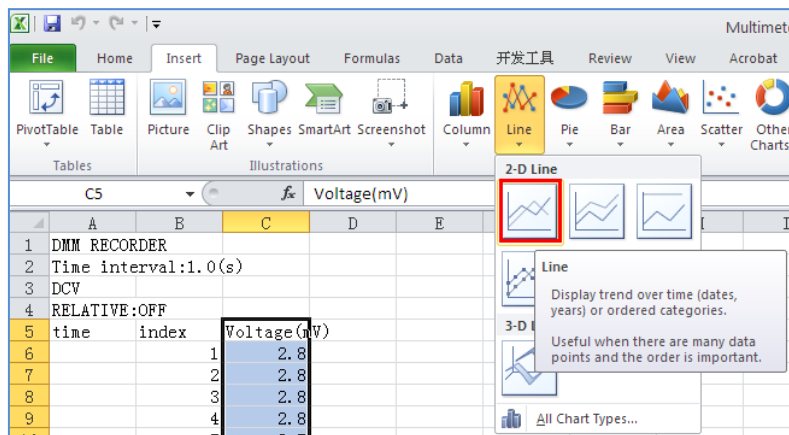 Multimete
File Home Insert Page Layout Formulas Data 开发工具 Review View Acrobat
PivotTable Table Picture Clip Art Shapes SmartArt Screenshot Column Line Pie Bar Area Scatter Other Charts
Tables Illustrations
2-D Line
C5 fx Voltage(mV)
A B C D E I
1 DMM RECORDER
2 Time interval:1.0(s)
3 DCV
4 RELATIVE:OFF
5 time index Voltage(mV)
6 1 2.8
7 2 2.8
8 3 2.8
9 4 2.8
Line
Display trend over time (dates,
years) or ordered categories.
Useful when there are many data
points and the order is important.
3-D L
All Chart Types...